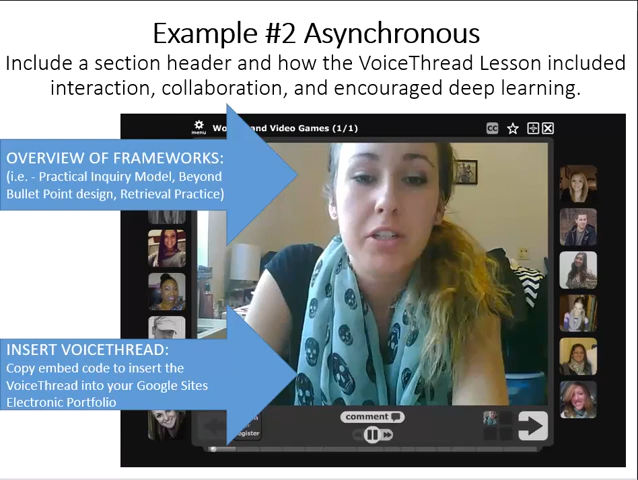 Example #2 Asynchronous
Include a section header and how the VoiceThread Lesson included
interaction, collaboration, and encouraged deep learning.
menu
and Video Games (1/1)
CC
OVERVIEW OF FRAMEWORKS:
(i.e. - Practical Inquiry Model, Beyond
Bullet Point design, Retrieval Practice)
INSERT VOICETHREAD:
Copy embed code to insert the
VoiceThread into your Google Sites
Electronic Portfolio
comment